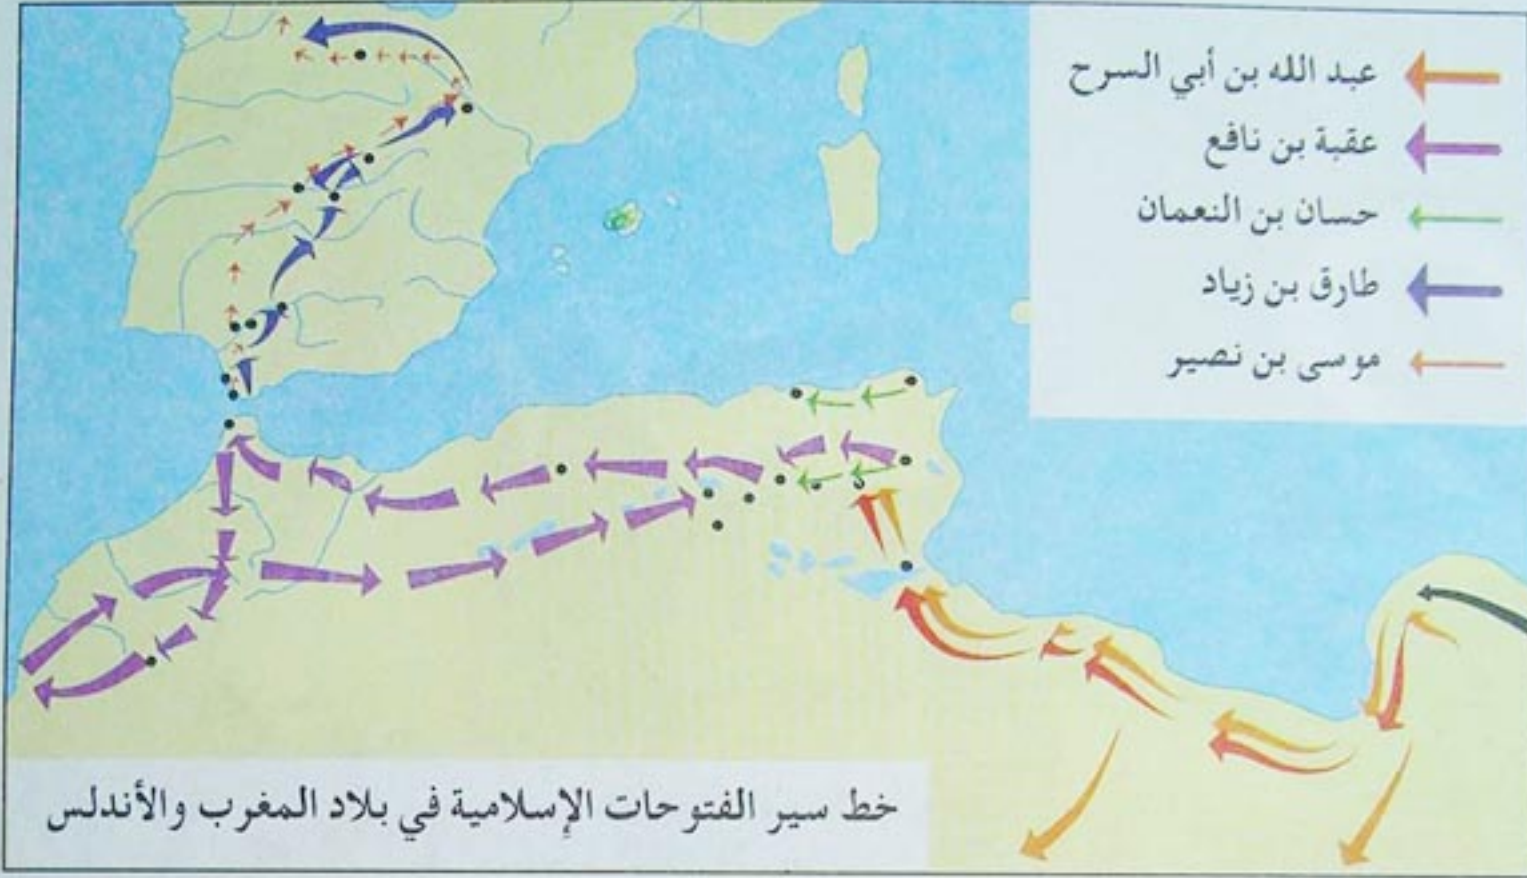 عبد الله بن أبي السرح
عقبة بن نافع
حسان بن النعمان
طارق بن زياد
موسى بن نصير
خط سير الفتوحات الإسلامية في بلاد المغرب والأندلس